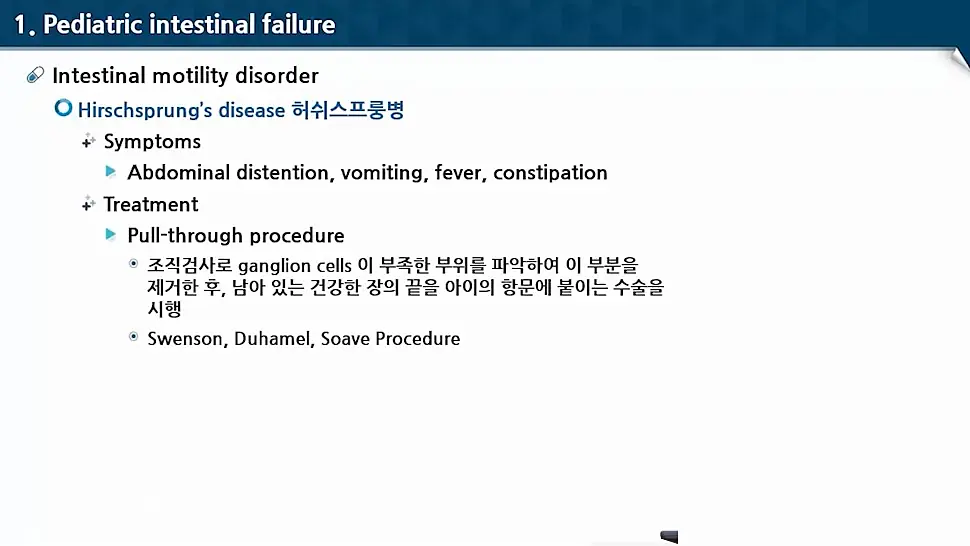 1. Pediatric intestinal failure
Intestinal motility disorder
Hirschsprung's disease 허쉬스프룽병
Symptoms
Abdominal distention, vomiting, fever, constipation
Treatment
Pull-through procedure
조직검사로 ganglion cells 이 부족한 부위를 파악하여 이 부분을
제거한 후, 남아 있는 건강한 장의 끝을 아이의 항문에 붙이는 수술을
시행
Swenson, Duhamel, Soave Procedure